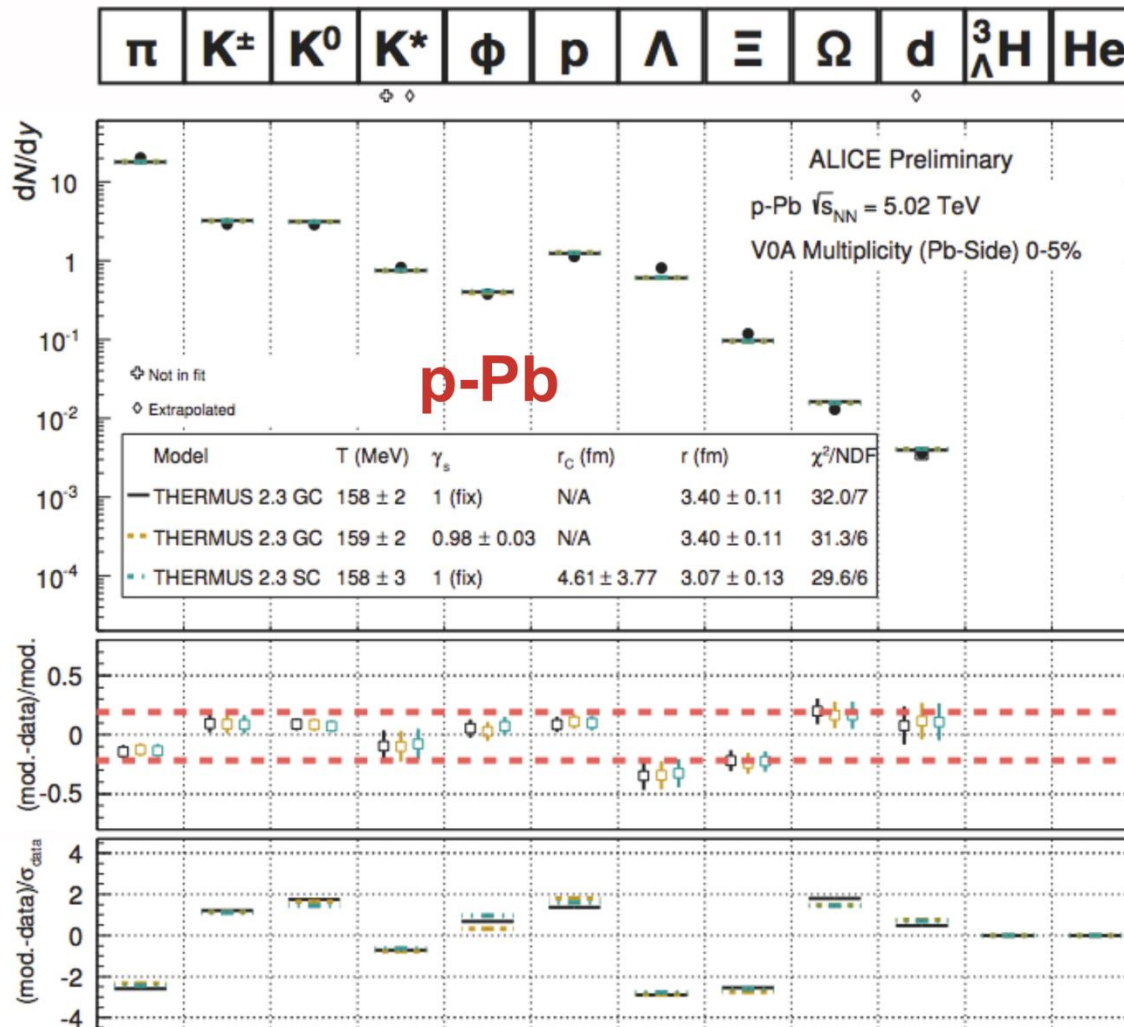 π K± K⁰ K* ϕ p Λ Ξ Ω d ³ΛH He
dN/dy
10
1
10⁻¹
10⁻²
10⁻³
10⁻⁴
ALICE Preliminary
p-Pb √sNN = 5.02 TeV
V0A Multiplicity (Pb-Side) 0-5%
Not in fit
Extrapolated
p-Pb
Model T (MeV) γs rC (fm) r (fm) χ²/NDF
THERMUS 2.3 GC 158 ± 2 1 (fix) N/A 3.40 ± 0.11 32.0/7
THERMUS 2.3 GC 159 ± 2 0.98 ± 0.03 N/A 3.40 ± 0.11 31.3/6
THERMUS 2.3 SC 158 ± 3 1 (fix) 4.61 ± 3.77 3.07 ± 0.13 29.6/6
(mod.-data)/mod.
0.5
0
-0.5
(mod.-data)/σdata
4
2
0
-2
-4